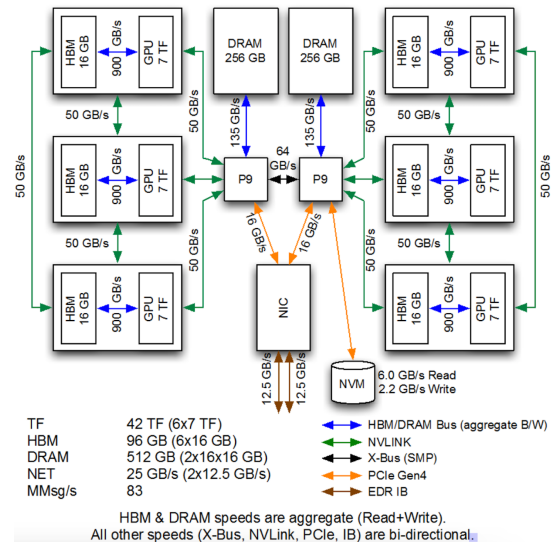 HBM
16 GB
900
GB/s
GPU
7 TF
DRAM
256 GB
DRAM
256 GB
HBM
16 GB
900
GB/s
GPU
7 TF
50 GB/s
50 GB/s
135 GB/s
135 GB/s
50 GB/s
50 GB/s
50 GB/s
HBM
16 GB
900
GB/s
GPU
7 TF
P9
64
GB/s
P9
HBM
16 GB
900
GB/s
GPU
7 TF
50 GB/s
50 GB/s
50 GB/s
16 GB/s
16 GB/s
50 GB/s
50 GB/s
HBM
16 GB
900
GB/s
GPU
7 TF
NIC
HBM
16 GB
900
GB/s
GPU
7 TF
12.5 GB/s
12.5 GB/s
NVM
6.0 GB/s Read
2.2 GB/s Write
TF 42 TF (6x7 TF)
HBM 96 GB (6x16 GB)
DRAM 512 GB (2x16x16 GB)
NET 25 GB/s (2x12.5 GB/s)
MMsg/s 83
HBM/DRAM Bus (aggregate B/W)
NVLINK
X-Bus (SMP)
PCIe Gen4
EDR IB
HBM & DRAM speeds are aggregate (Read+Write).
All other speeds (X-Bus, NVLink, PCIe, IB) are bi-directional.